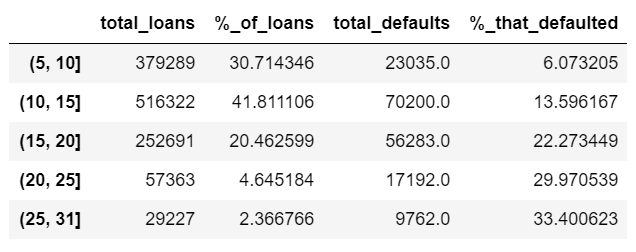 total_loans %_of_loans total_defaults %_that_defaulted
(5, 10] 379289 30.714346 23035.0 6.073205
(10, 15] 516322 41.811106 70200.0 13.596167
(15, 20] 252691 20.462599 56283.0 22.273449
(20, 25] 57363 4.645184 17192.0 29.970539
(25, 31] 29227 2.366766 9762.0 33.400623